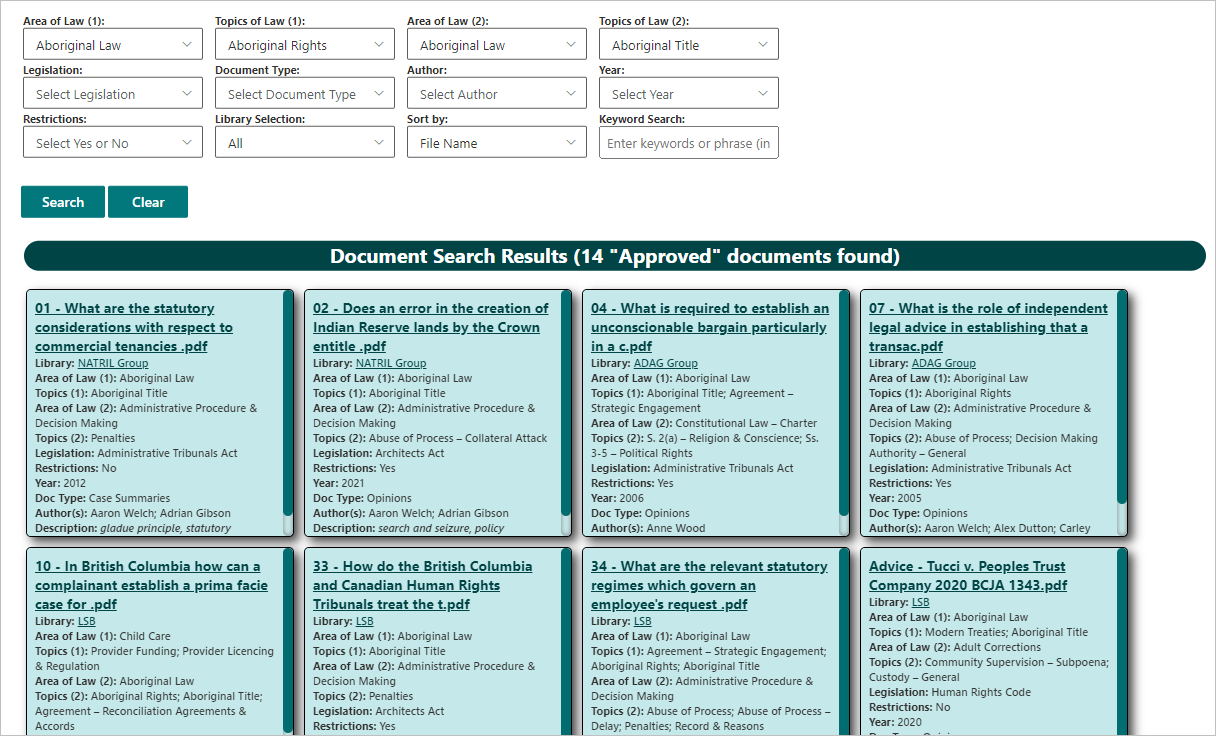 Area of Law (1):
Topics of Law (1):
Area of Law (2):
Topics of Law (2):
Aboriginal Law
Aboriginal Rights
Aboriginal Law
Aboriginal Title
Legislation:
Document Type:
Author:
Year:
Select Legislation
Select Document Type
Select Author
Select Year
Restrictions:
Library Selection:
Sort by:
Keyword Search:
Select Yes or No
All
File Name
Enter keywords or phrase (in
Search
Clear
Document Search Results (14 "Approved" documents found)
01 - What are the statutory
considerations with respect to
commercial tenancies .pdf
Library: NATRIL Group
Area of Law (1): Aboriginal Law
Topics (1): Aboriginal Title
Area of Law (2): Administrative Procedure &
Decision Making
Topics (2): Penalties
Legislation: Administrative Tribunals Act
Restrictions: No
Year: 2012
Doc Type: Case Summaries
Author(s): Aaron Welch; Adrian Gibson
Description: gladue principle, statutory
02 - Does an error in the creation of
Indian Reserve lands by the Crown
entitle .pdf
Library: NATRIL Group
Area of Law (1): Aboriginal Law
Topics (1): Aboriginal Title
Area of Law (2): Administrative Procedure &
Decision Making
Topics (2): Abuse of Process – Collateral Attack
Legislation: Architects Act
Restrictions: Yes
Year: 2021
Doc Type: Opinions
Author(s): Aaron Welch; Adrian Gibson
Description: search and seizure, policy
04 - What is required to establish an
unconscionable bargain particularly
in a c.pdf
Library: ADAG Group
Area of Law (1): Aboriginal Law
Topics (1): Aboriginal Title; Agreement –
Strategic Engagement
Area of Law (2): Constitutional Law – Charter
Topics (2): S. 2(a) – Religion & Conscience; Ss.
3-5 – Political Rights
Legislation: Administrative Tribunals Act
Restrictions: Yes
Year: 2006
Doc Type: Opinions
Author(s): Anne Wood
07 - What is the role of independent
legal advice in establishing that a
transac.pdf
Library: ADAG Group
Area of Law (1): Aboriginal Law
Topics (1): Aboriginal Rights
Area of Law (2): Administrative Procedure &
Decision Making
Topics (2): Abuse of Process; Decision Making
Authority – General
Legislation: Administrative Tribunals Act
Restrictions: Yes
Year: 2005
Doc Type: Opinions
Author(s): Aaron Welch; Alex Dutton; Carley
10 - In British Columbia how can a
complainant establish a prima facie
case for .pdf
Library: LSB
Area of Law (1): Child Care
Topics (1): Provider Funding; Provider Licencing
& Regulation
Area of Law (2): Aboriginal Law
Topics (2): Aboriginal Rights; Aboriginal Title;
Agreement – Reconciliation Agreements &
Accords
33 - How do the British Columbia
and Canadian Human Rights
Tribunals treat the t.pdf
Library: LSB
Area of Law (1): Aboriginal Law
Topics (1): Aboriginal Title
Area of Law (2): Administrative Procedure &
Decision Making
Topics (2): Penalties
Legislation: Architects Act
Restrictions: Yes
34 - What are the relevant statutory
regimes which govern an
employee's request .pdf
Library: LSB
Area of Law (1): Aboriginal Law
Topics (1): Agreement – Strategic Engagement;
Aboriginal Rights; Aboriginal Title
Area of Law (2): Administrative Procedure &
Decision Making
Topics (2): Abuse of Process; Abuse of Process –
Delay; Penalties; Record & Reasons
Advice - Tucci v. Peoples Trust
Company 2020 BCJA 1343.pdf
Library: LSB
Area of Law (1): Aboriginal Law
Topics (1): Modern Treaties; Aboriginal Title
Area of Law (2): Adult Corrections
Topics (2): Community Supervision – Subpoena;
Custody – General
Legislation: Human Rights Code
Restrictions: No
Year: 2020